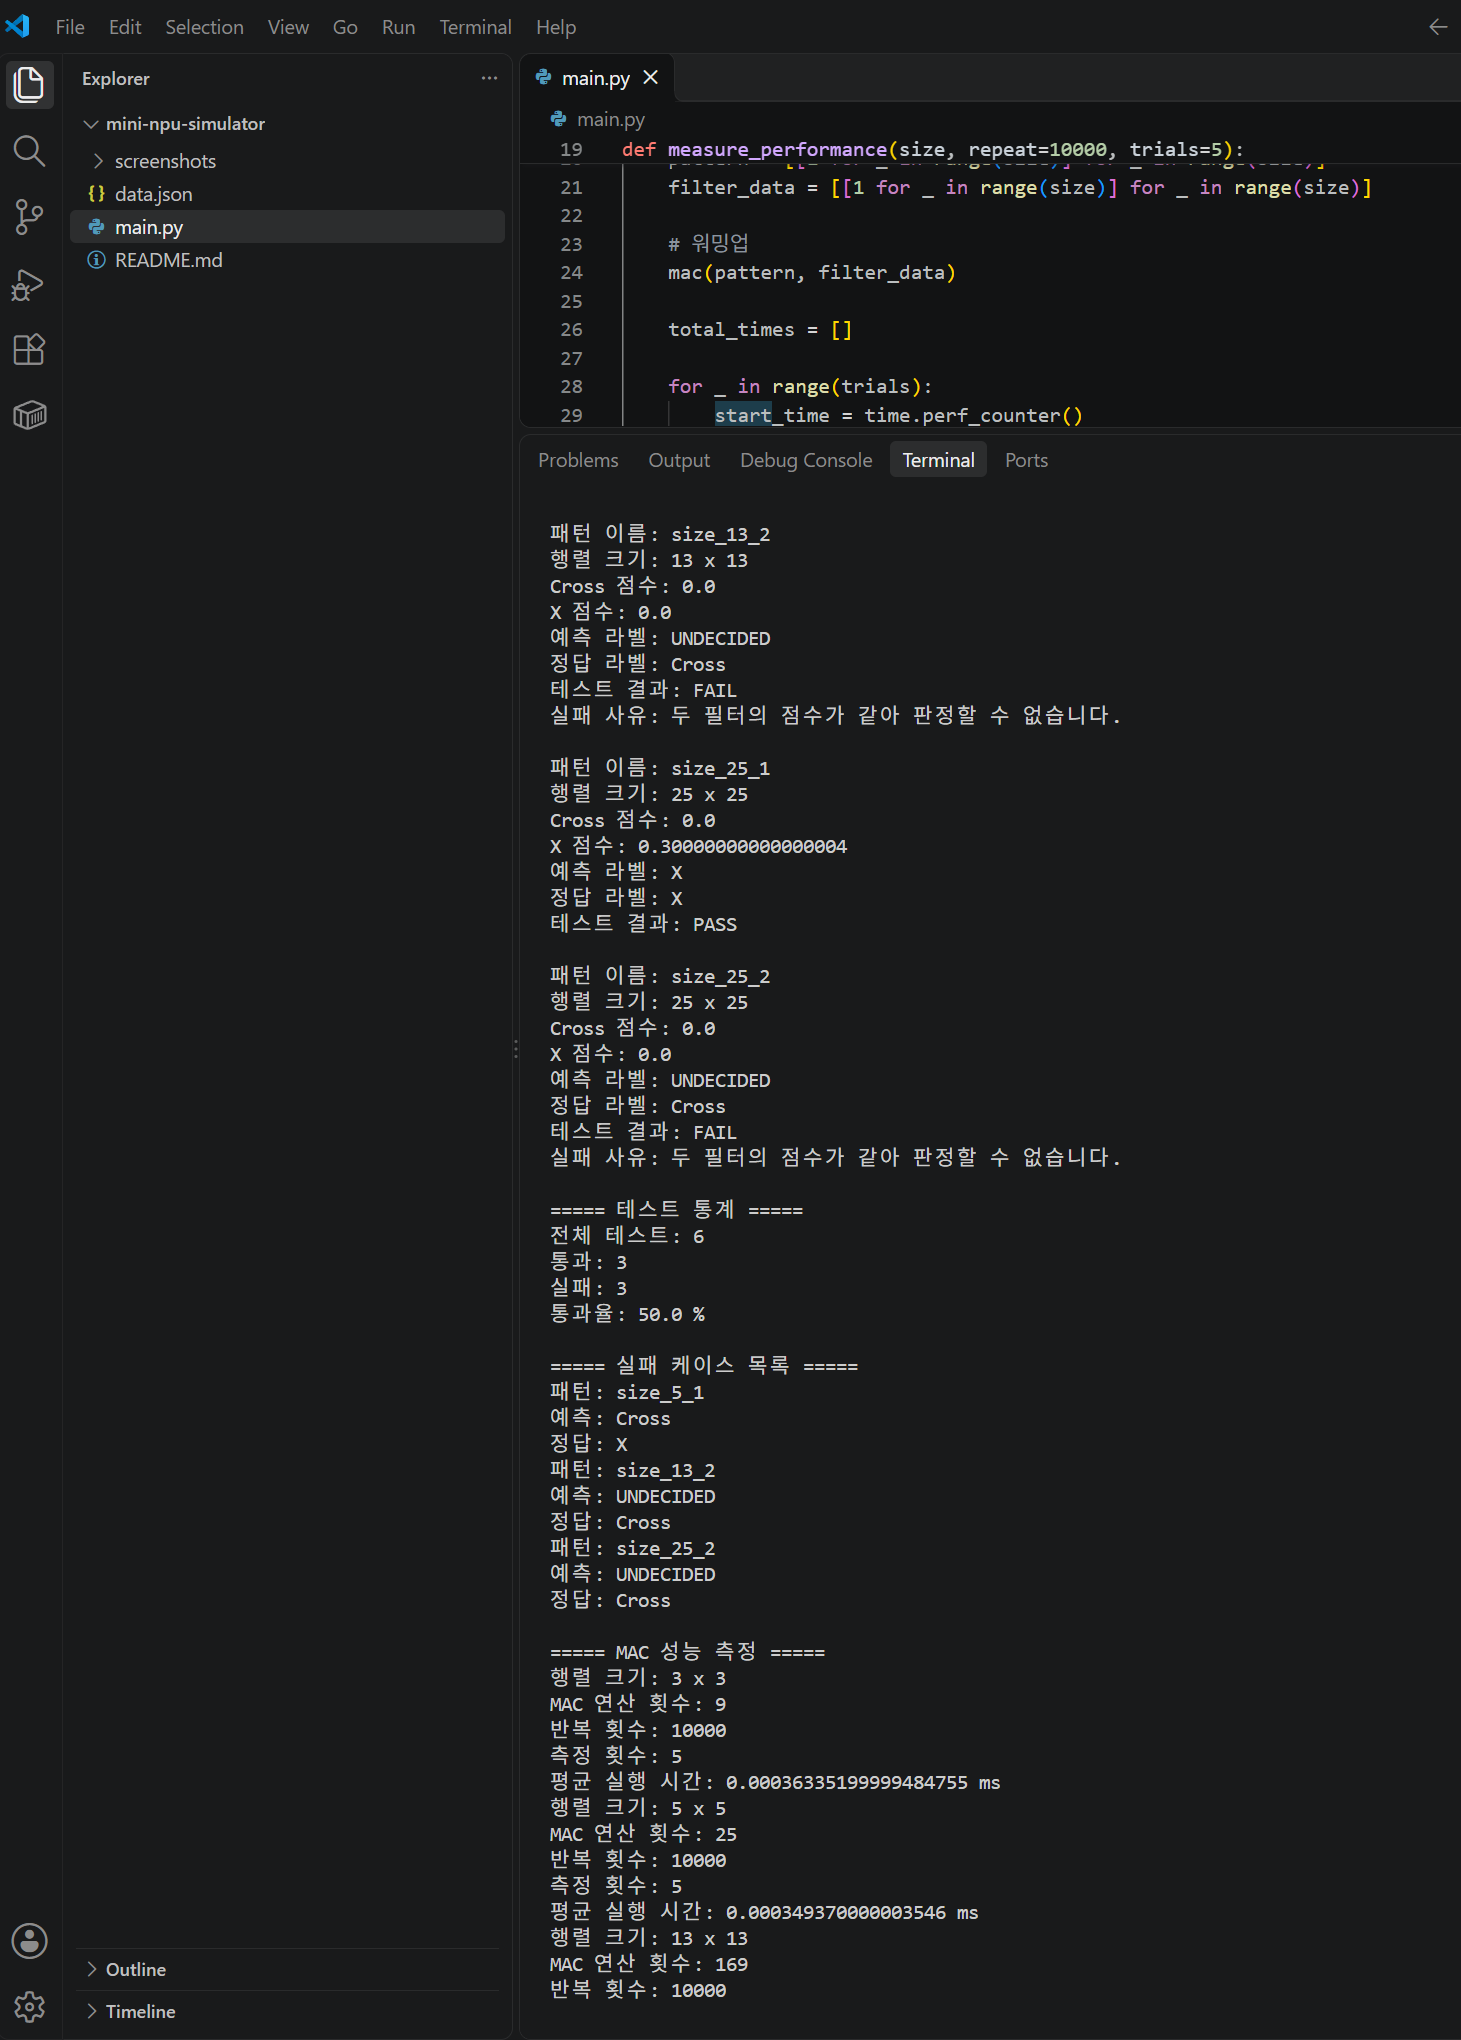 File Edit Selection View Go Run Terminal Help
Explorer
mini-npu-simulator
screenshots
data.json
main.py
README.md
Outline
Timeline
main.py
main.py
19 def measure_performance(size, repeat=10000, trials=5):
21 filter_data = [[1 for _ in range(size)] for _ in range(size)]
22
23 # 워밍업
24 mac(pattern, filter_data)
25
26 total_times = []
27
28 for _ in range(trials):
29 start_time = time.perf_counter()
Problems Output Debug Console Terminal Ports
패턴 이름: size_13_2
행렬 크기: 13 x 13
Cross 점수: 0.0
X 점수: 0.0
예측 라벨: UNDECIDED
정답 라벨: Cross
테스트 결과: FAIL
실패 사유: 두 필터의 점수가 같아 판정할 수 없습니다.
패턴 이름: size_25_1
행렬 크기: 25 x 25
Cross 점수: 0.0
X 점수: 0.30000000000000004
예측 라벨: X
정답 라벨: X
테스트 결과: PASS
패턴 이름: size_25_2
행렬 크기: 25 x 25
Cross 점수: 0.0
X 점수: 0.0
예측 라벨: UNDECIDED
정답 라벨: Cross
테스트 결과: FAIL
실패 사유: 두 필터의 점수가 같아 판정할 수 없습니다.
===== 테스트 통계 =====
전체 테스트: 6
통과: 3
실패: 3
통과율: 50.0 %
===== 실패 케이스 목록 =====
패턴: size_5_1
예측: Cross
정답: X
패턴: size_13_2
예측: UNDECIDED
정답: Cross
패턴: size_25_2
예측: UNDECIDED
정답: Cross
===== MAC 성능 측정 =====
행렬 크기: 3 x 3
MAC 연산 횟수: 9
반복 횟수: 10000
측정 횟수: 5
평균 실행 시간: 0.00036335199999484755 ms
행렬 크기: 5 x 5
MAC 연산 횟수: 25
반복 횟수: 10000
측정 횟수: 5
평균 실행 시간: 0.000349370000003546 ms
행렬 크기: 13 x 13
MAC 연산 횟수: 169
반복 횟수: 10000